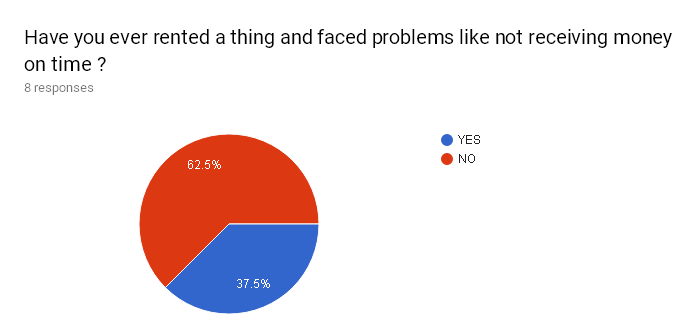 Have you ever rented a thing and faced problems like not receiving money
on time ?
8 responses
YES
NO
62.5%
37.5%